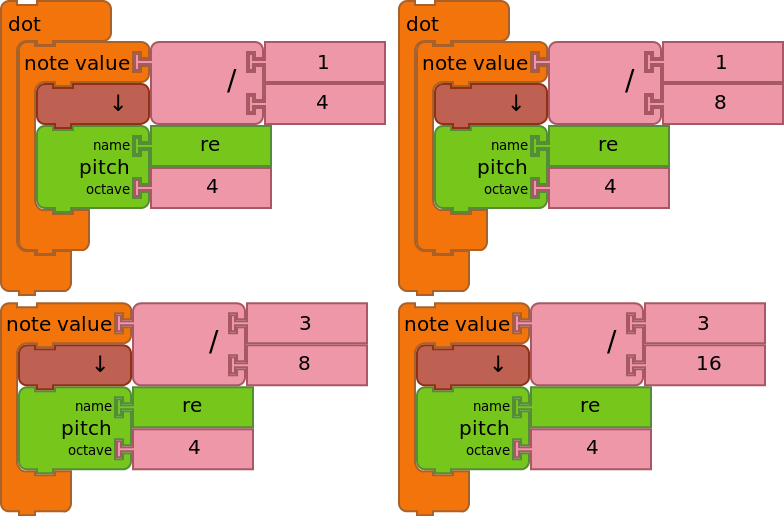 dot
note value / 1
4
↓
name re
pitch
octave 4
dot
note value / 1
8
↓
name re
pitch
octave 4
note value / 3
8
↓
name re
pitch
octave 4
note value / 3
16
↓
name re
pitch
octave 4